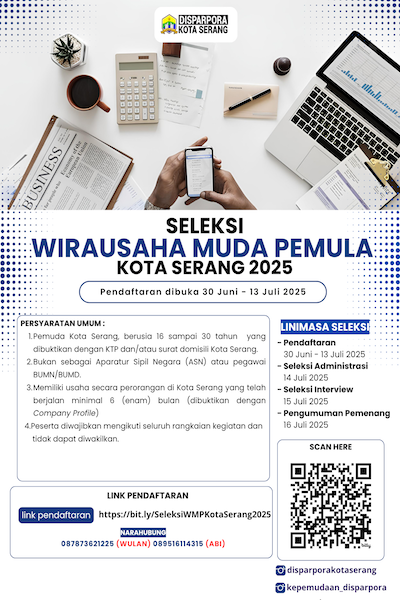 DISPARPORA
KOTA SERANG
BUSINESS
SELEKSI
WIRAUSAHA MUDA PEMULA
KOTA SERANG 2025
Pendaftaran dibuka 30 Juni - 13 Juli 2025
PERSYARATAN UMUM :
1.Pemuda Kota Serang, berusia 16 sampai 30 tahun yang
dibuktikan dengan KTP dan/atau surat domisili Kota Serang.
2.Bukan sebagai Aparatur Sipil Negara (ASN) atau pegawai
BUMN/BUMD.
3.Memiliki usaha secara perorangan di Kota Serang yang telah
berjalan minimal 6 (enam) bulan (dibuktikan dengan
Company Profile)
4.Peserta diwajibkan mengikuti seluruh rangkaian kegiatan dan
tidak dapat diwakilkan.
LINIMASA SELEKSI
- Pendaftaran
30 Juni - 13 Juli 2025
- Seleksi Administrasi
14 Juli 2025
- Seleksi Interview
15 Juli 2025
- Pengumuman Pemenang
16 Juli 2025
SCAN HERE
LINK PENDAFTARAN
link pendaftaran https://bit.ly/SeleksiWMPKotaSerang2025
NARAHUBUNG
087873621225 (WULAN) 089516114315 (ABI)
disparporakotaserang
kepemudaan_disparpora